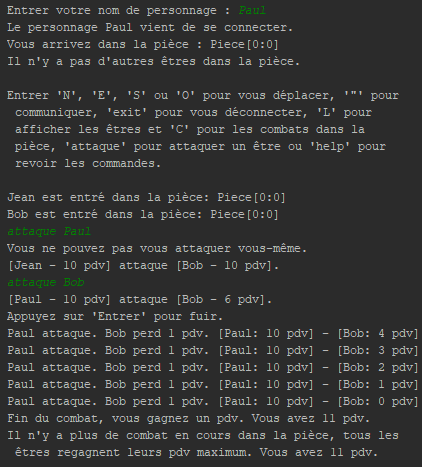 Entrer votre nom de personnage : Paul
Le personnage Paul vient de se connecter.
Vous arrivez dans la pièce : Piece[0:0]
Il n'y a pas d'autres êtres dans la pièce.
Entrer 'N', 'E', 'S' ou 'O' pour vous déplacer, '"' pour
communiquer, 'exit' pour vous déconnecter, 'L' pour
afficher les êtres et 'C' pour les combats dans la
pièce, 'attaque' pour attaquer un être ou 'help' pour
revoir les commandes.
Jean est entré dans la pièce: Piece[0:0]
Bob est entré dans la pièce: Piece[0:0]
attaque Paul
Vous ne pouvez pas vous attaquer vous-même.
[Jean - 10 pdv] attaque [Bob - 10 pdv].
attaque Bob
[Paul - 10 pdv] attaque [Bob - 6 pdv].
Appuyez sur 'Entrer' pour fuir.
Paul attaque. Bob perd 1 pdv. [Paul: 10 pdv] - [Bob: 4 pdv]
Paul attaque. Bob perd 1 pdv. [Paul: 10 pdv] - [Bob: 3 pdv]
Paul attaque. Bob perd 1 pdv. [Paul: 10 pdv] - [Bob: 2 pdv]
Paul attaque. Bob perd 1 pdv. [Paul: 10 pdv] - [Bob: 1 pdv]
Paul attaque. Bob perd 1 pdv. [Paul: 10 pdv] - [Bob: 0 pdv]
Fin du combat, vous gagnez un pdv. Vous avez 11 pdv.
Il n'y a plus de combat en cours dans la pièce, tous les
êtres regagnent leurs pdv maximum. Vous avez 11 pdv.